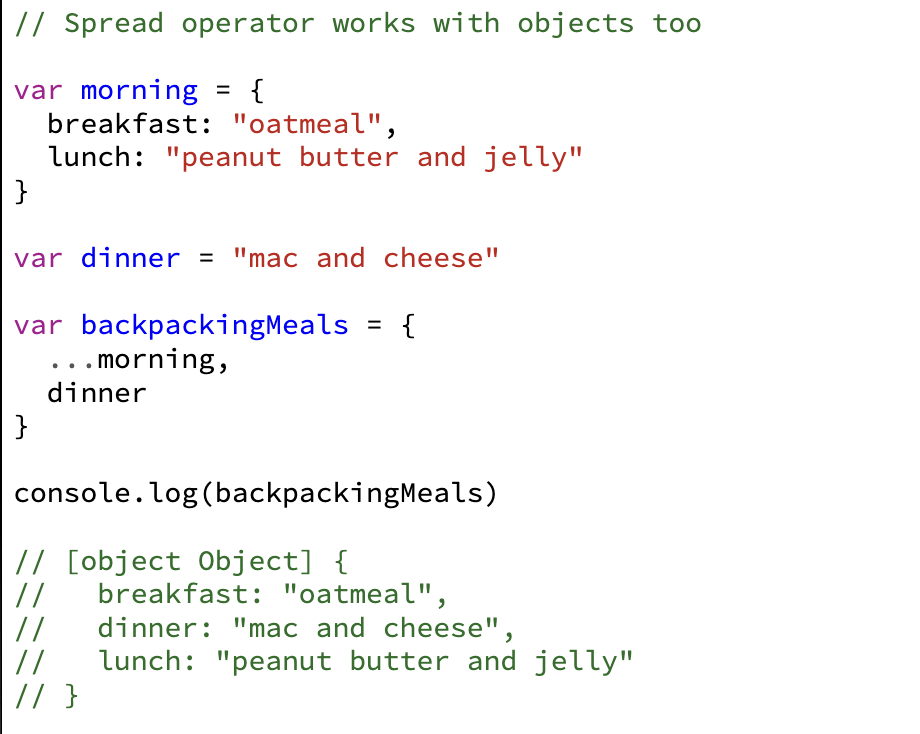 // Spread operator works with objects too
var morning = {
  breakfast: "oatmeal",
  lunch: "peanut butter and jelly"
}
var dinner = "mac and cheese"
var backpackingMeals = {
  ...morning,
  dinner
}
console.log(backpackingMeals)
// [object Object] {
//   breakfast: "oatmeal",
//   dinner: "mac and cheese",
//   lunch: "peanut butter and jelly"
// }